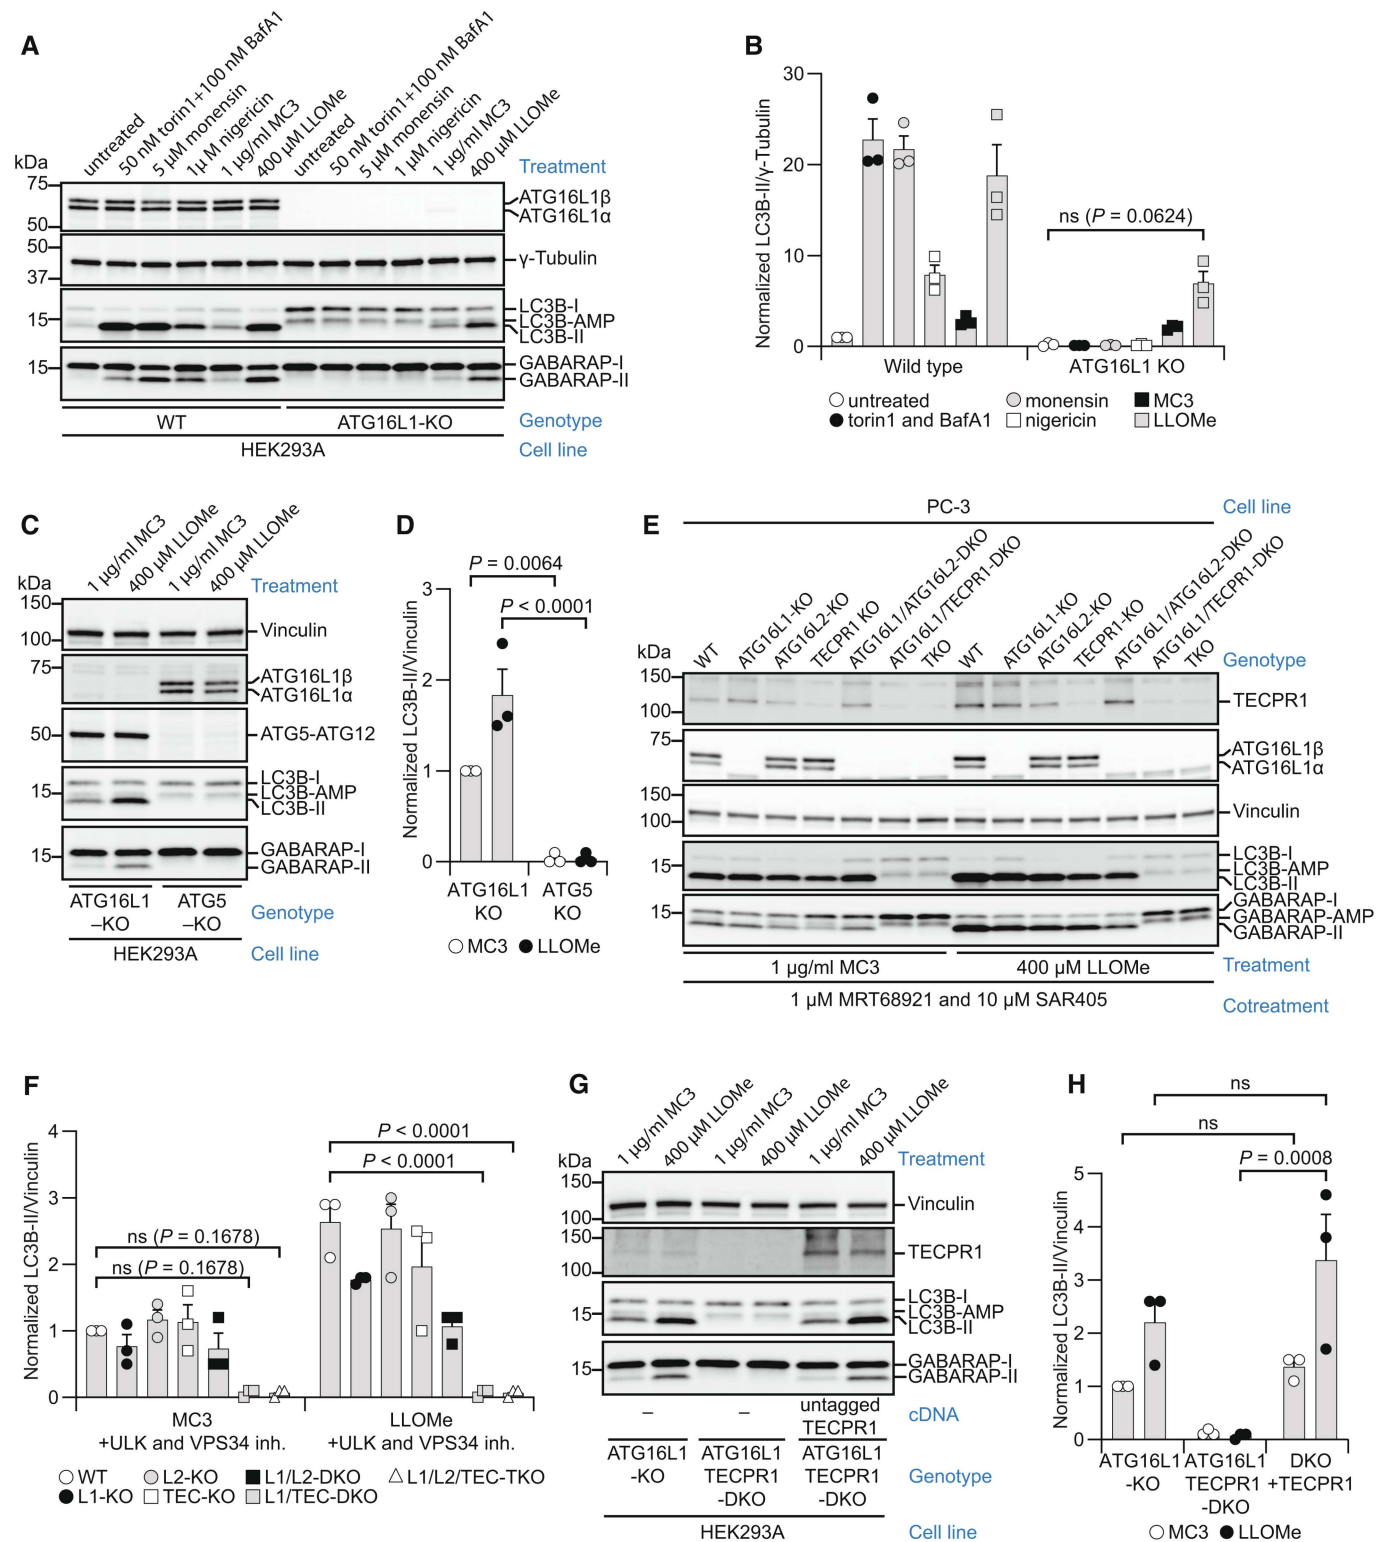 A
untreated
50 nM torin1+100 nM BafA1
5 µM monensin
1µM nigericin
1 µg/ml MC3
400 µM LLOMe
untreated
50 nM torin1+100 nM BafA1
5 µM monensin
1 µM nigericin
1 µg/ml MC3
400 µM LLOMe
Treatment
kDa
75
50
ATG16L1β
ATG16L1α
50
37
γ-Tubulin
15
LC3B-I
LC3B-AMP
LC3B-II
15
GABARAP-I
GABARAP-II
WT
ATG16L1-KO
Genotype
HEK293A
Cell line
B
Normalized LC3B-II/γ-Tubulin
30
20
10
0
ns (P = 0.0624)
Wild type
ATG16L1 KO
untreated
monensin
MC3
torin1 and BafA1
nigericin
LLOMe
C
1 µg/ml MC3
400 µM LLOMe
1 µg/ml MC3
400 µM LLOMe
Treatment
kDa
150
100
Vinculin
75
ATG16L1β
ATG16L1α
50
ATG5-ATG12
15
LC3B-I
LC3B-AMP
LC3B-II
15
GABARAP-I
GABARAP-II
ATG16L1
–KO
ATG5
–KO
Genotype
HEK293A
Cell line
D
P = 0.0064
P < 0.0001
Normalized LC3B-II/Vinculin
3
2
1
0
ATG16L1
KO
ATG5
KO
MC3
LLOMe
E
PC-3
Cell line
WT
ATG16L1-KO
ATG16L2-KO
TECPR1 KO
ATG16L1/ATG16L2-DKO
ATG16L1/TECPR1-DKO
TKO
WT
ATG16L1-KO
ATG16L2-KO
TECPR1-KO
ATG16L1/ATG16L2-DKO
ATG16L1/TECPR1-DKO
TKO
Genotype
kDa
150
100
TECPR1
75
ATG16L1β
ATG16L1α
150
100
Vinculin
15
LC3B-I
LC3B-AMP
LC3B-II
15
GABARAP-I
GABARAP-AMP
GABARAP-II
1 µg/ml MC3
400 µM LLOMe
Treatment
1 µM MRT68921 and 10 µM SAR405
Cotreatment
F
Normalized LC3B-II/Vinculin
4
3
2
1
0
ns (P = 0.1678)
ns (P = 0.1678)
P < 0.0001
P < 0.0001
MC3
+ULK and VPS34 inh.
LLOMe
+ULK and VPS34 inh.
WT
L2-KO
L1/L2-DKO
L1/L2/TEC-TKO
L1-KO
TEC-KO
L1/TEC-DKO
G
1 µg/ml MC3
400 µM LLOMe
1 µg/ml MC3
400 µM LLOMe
1 µg/ml MC3
400 µM LLOMe
Treatment
kDa
150
100
Vinculin
150
100
TECPR1
15
LC3B-I
LC3B-AMP
LC3B-II
15
GABARAP-I
GABARAP-II
–
–
untagged
TECPR1
cDNA
ATG16L1
-KO
ATG16L1
TECPR1
-DKO
ATG16L1
TECPR1
-DKO
Genotype
HEK293A
Cell line
H
ns
ns
P = 0.0008
Normalized LC3B-II/Vinculin
5
4
3
2
1
0
ATG16L1
-KO
ATG16L1
TECPR1
-DKO
DKO
+TECPR1
MC3
LLOMe